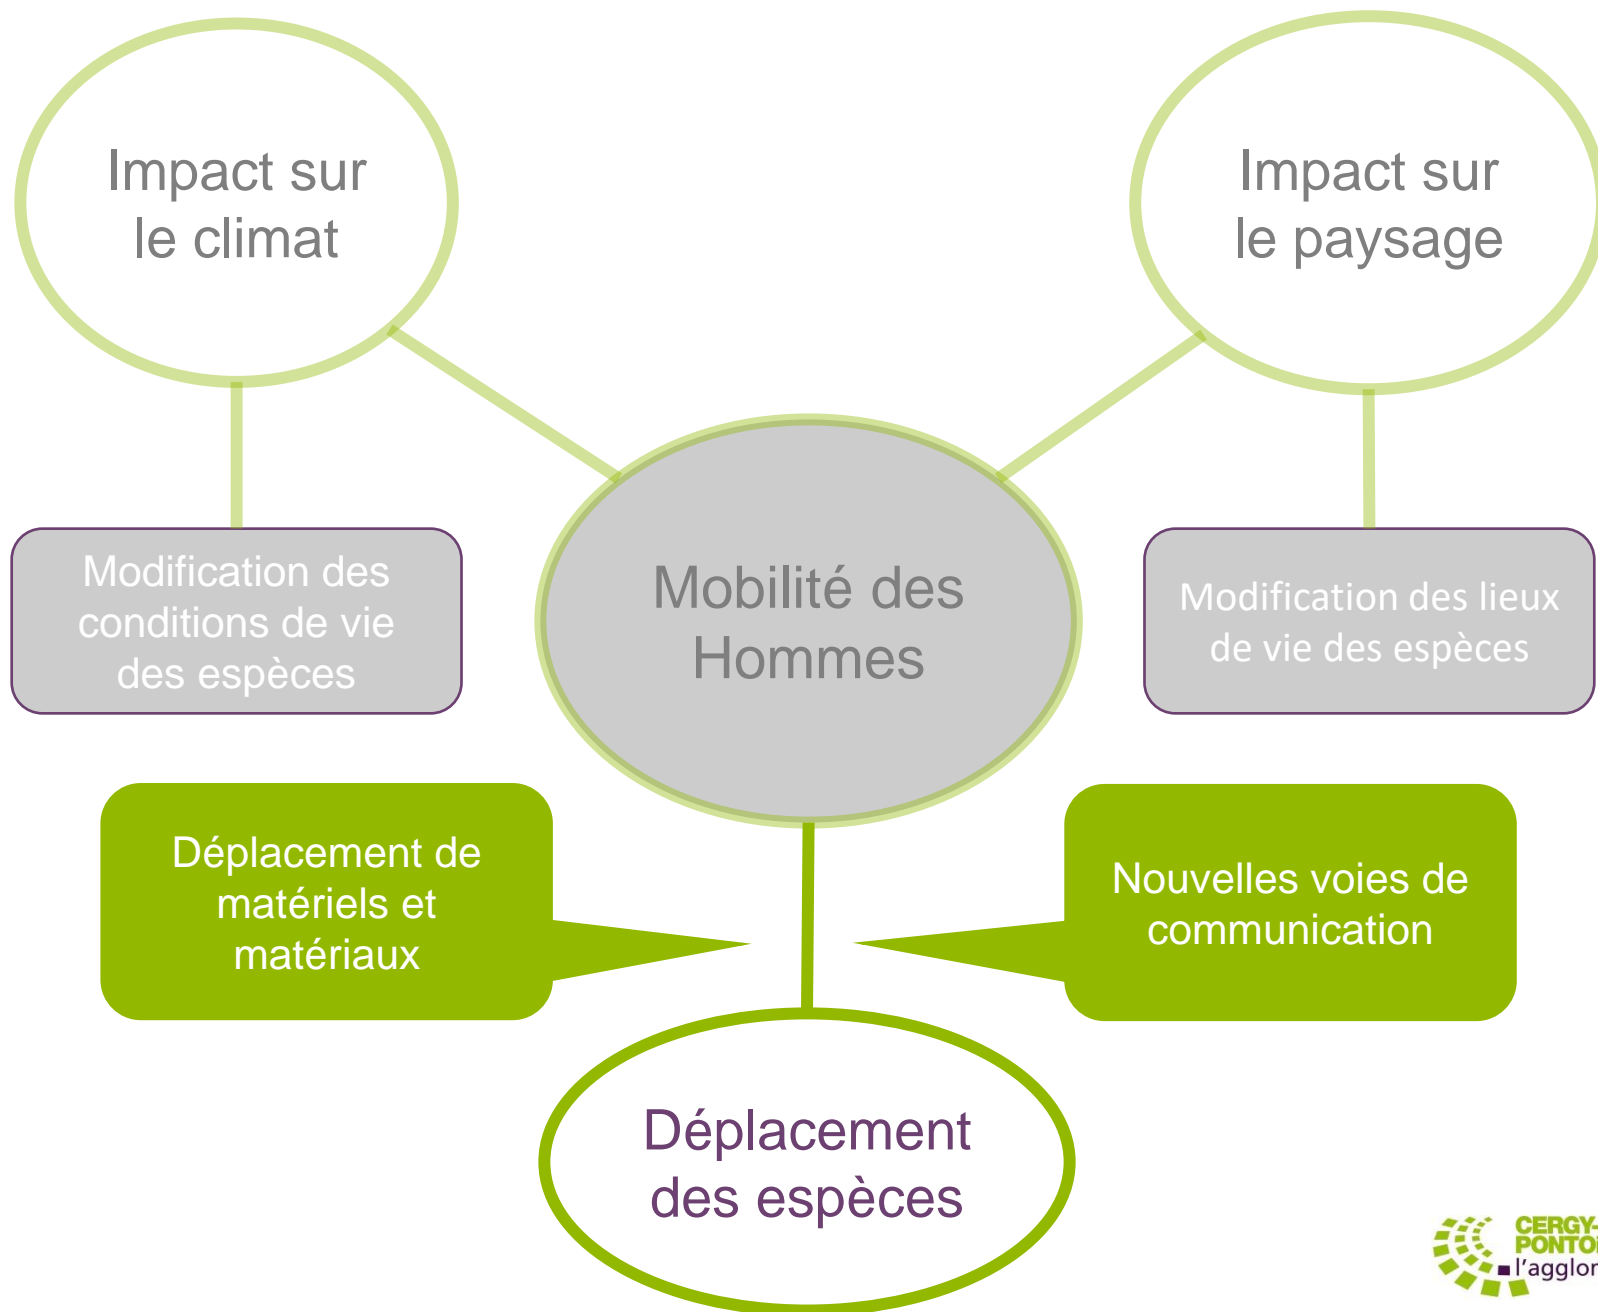 Impact sur
le climat
Impact sur
le paysage
Modification des
conditions de vie
des espèces
Mobilité des
Hommes
Modification des lieux
de vie des espèces
Déplacement de
matériels et
matériaux
Nouvelles voies de
communication
Déplacement
des espèces
CERGY-